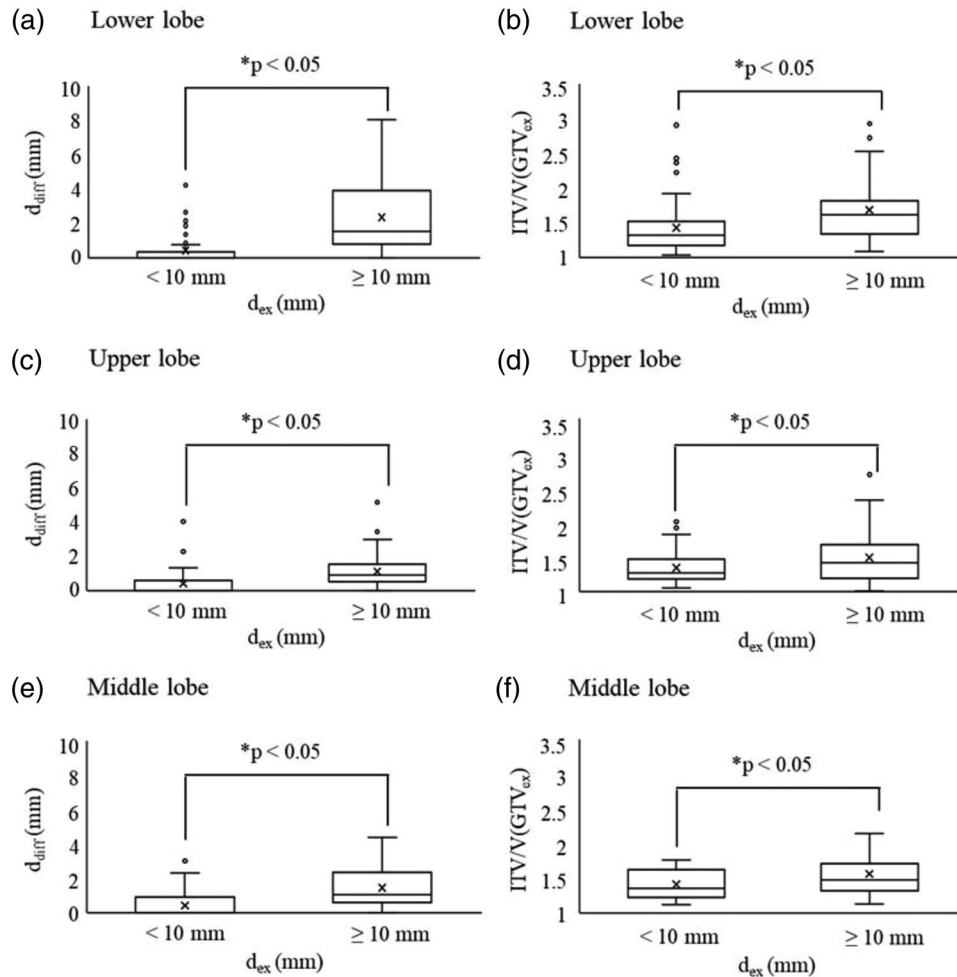 (a) Lower lobe
*p < 0.05
10
8
6
4
2
0
d_diff (mm)
< 10 mm
≥ 10 mm
d_ex (mm)
(b) Lower lobe
*p < 0.05
3.5
3
2.5
2
1.5
1
ITV/V(GTV_ex)
< 10 mm
≥ 10 mm
d_ex (mm)
(c) Upper lobe
*p < 0.05
10
8
6
4
2
0
d_diff (mm)
< 10 mm
≥ 10 mm
d_ex (mm)
(d) Upper lobe
*p < 0.05
3.5
3
2.5
2
1.5
1
ITV/V(GTV_ex)
< 10 mm
≥ 10 mm
d_ex (mm)
(e) Middle lobe
*p < 0.05
10
8
6
4
2
0
d_diff (mm)
< 10 mm
≥ 10 mm
d_ex (mm)
(f) Middle lobe
*p < 0.05
3.5
3
2.5
2
1.5
1
ITV/V(GTV_ex)
< 10 mm
≥ 10 mm
d_ex (mm)